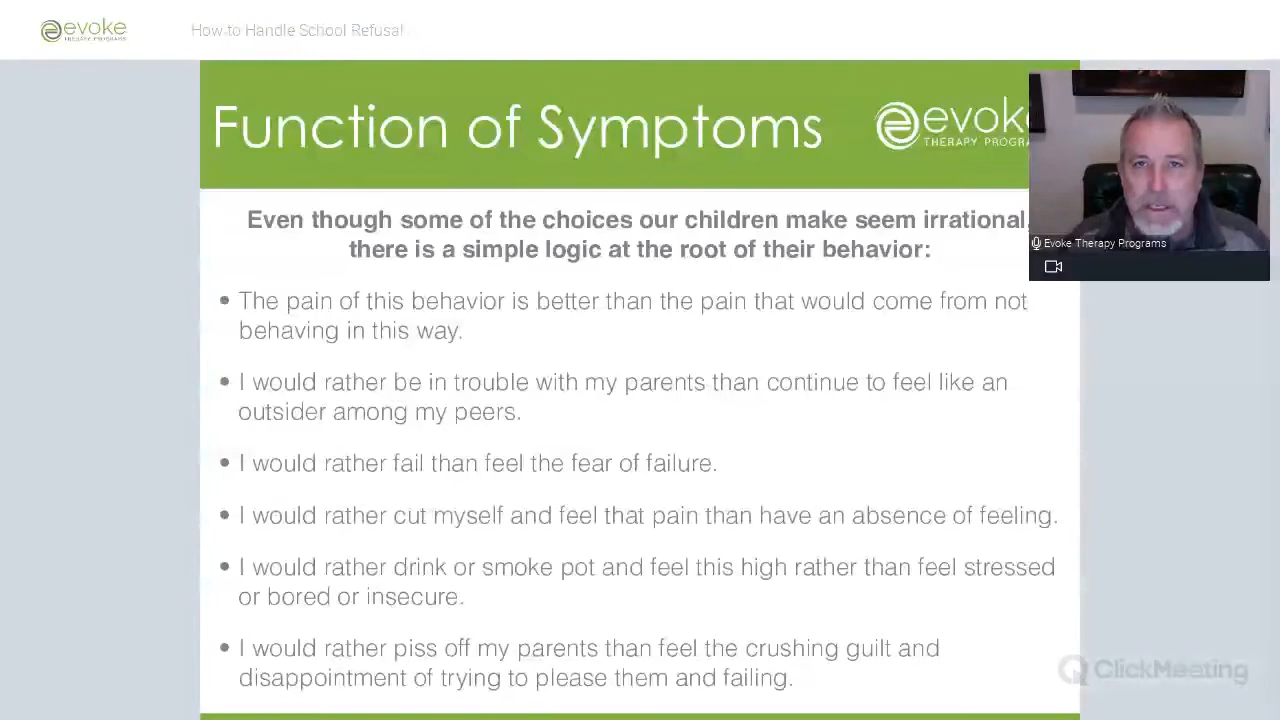 evoke
THERAPY PROGRAMS
How to Handle School Refusal
Function of Symptoms
evoke
THERAPY PROGRA
Evoke Therapy Programs
Even though some of the choices our children make seem irrational,
there is a simple logic at the root of their behavior:
• The pain of this behavior is better than the pain that would come from not
behaving in this way.
• I would rather be in trouble with my parents than continue to feel like an
outsider among my peers.
• I would rather fail than feel the fear of failure.
• I would rather cut myself and feel that pain than have an absence of feeling.
• I would rather drink or smoke pot and feel this high rather than feel stressed
or bored or insecure.
• I would rather piss off my parents than feel the crushing guilt and
disappointment of trying to please them and failing.
ClickMeeting